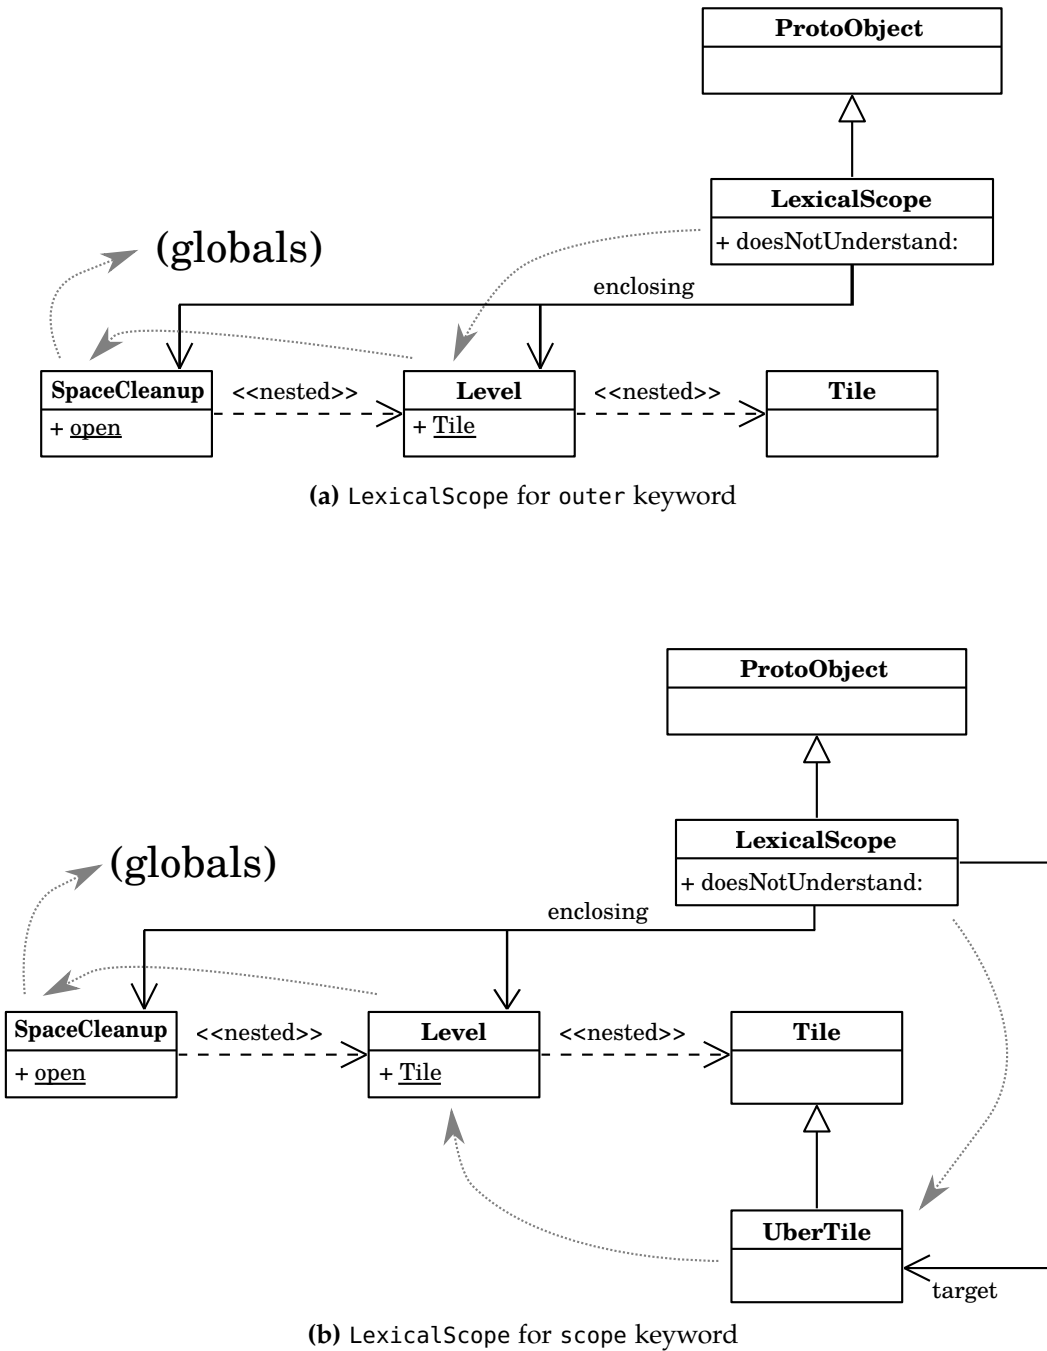 ProtoObject
LexicalScope
+ doesNotUnderstand:
(globals)
enclosing
SpaceCleanup
+ open
<<nested>>
Level
+ Tile
<<nested>>
Tile
(a) LexicalScope for outer keyword
ProtoObject
LexicalScope
+ doesNotUnderstand:
(globals)
enclosing
SpaceCleanup
+ open
<<nested>>
Level
+ Tile
<<nested>>
Tile
UberTile
target
(b) LexicalScope for scope keyword